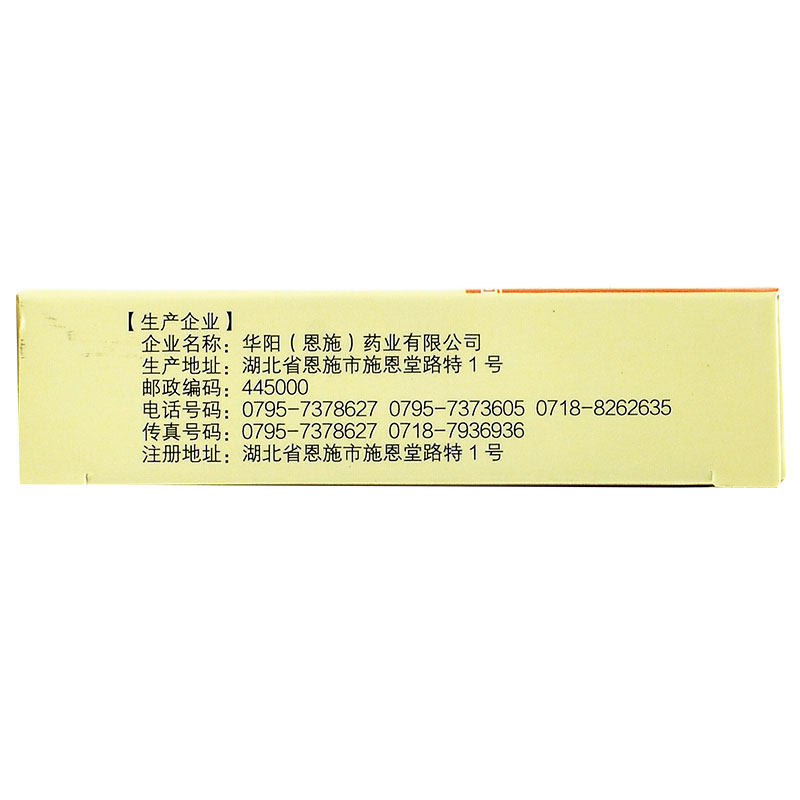 【生产企业】
企业名称：华阳（恩施）药业有限公司
生产地址：湖北省恩施市施恩堂路特1号
邮政编码：445000
电话号码：0795-7378627 0795-7373605 0718-8262635
传真号码：0795-7378627 0718-7936936
注册地址：湖北省恩施市施恩堂路特1号